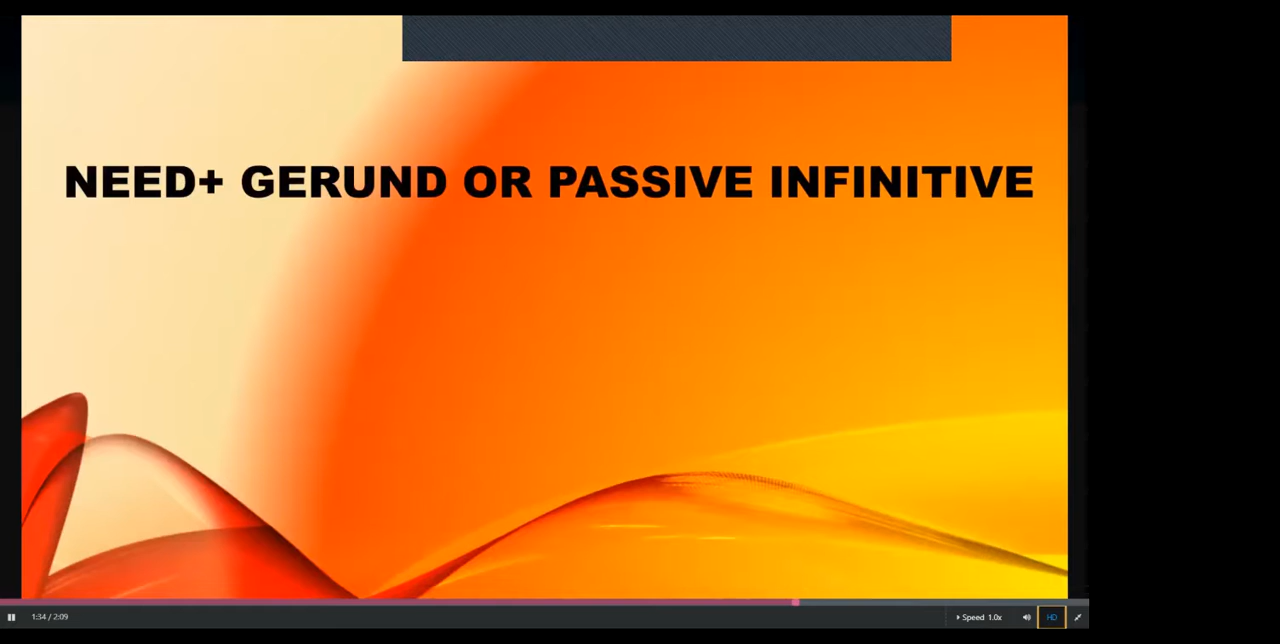 NEED+ GERUND OR PASSIVE INFINITIVE
1:34 / 2:09
Speed 1.0x
HD